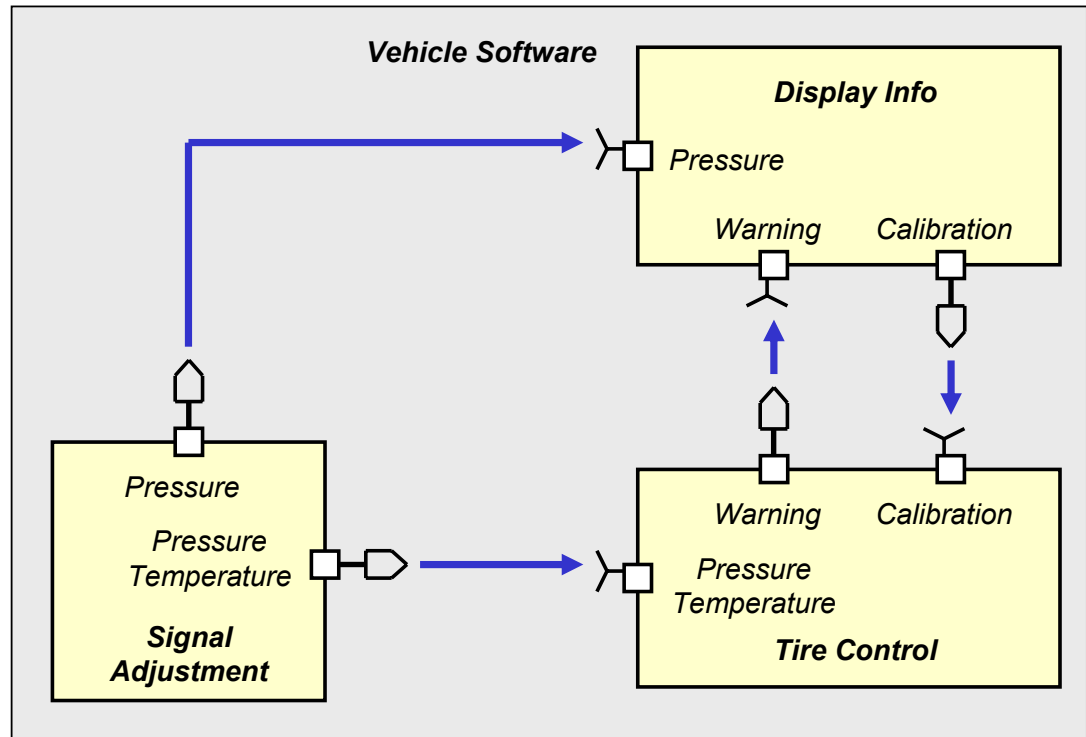 Vehicle Software
Display Info
Pressure
Warning
Calibration
Pressure
Pressure
Temperature
Signal
Adjustment
Warning
Calibration
Pressure
Temperature
Tire Control